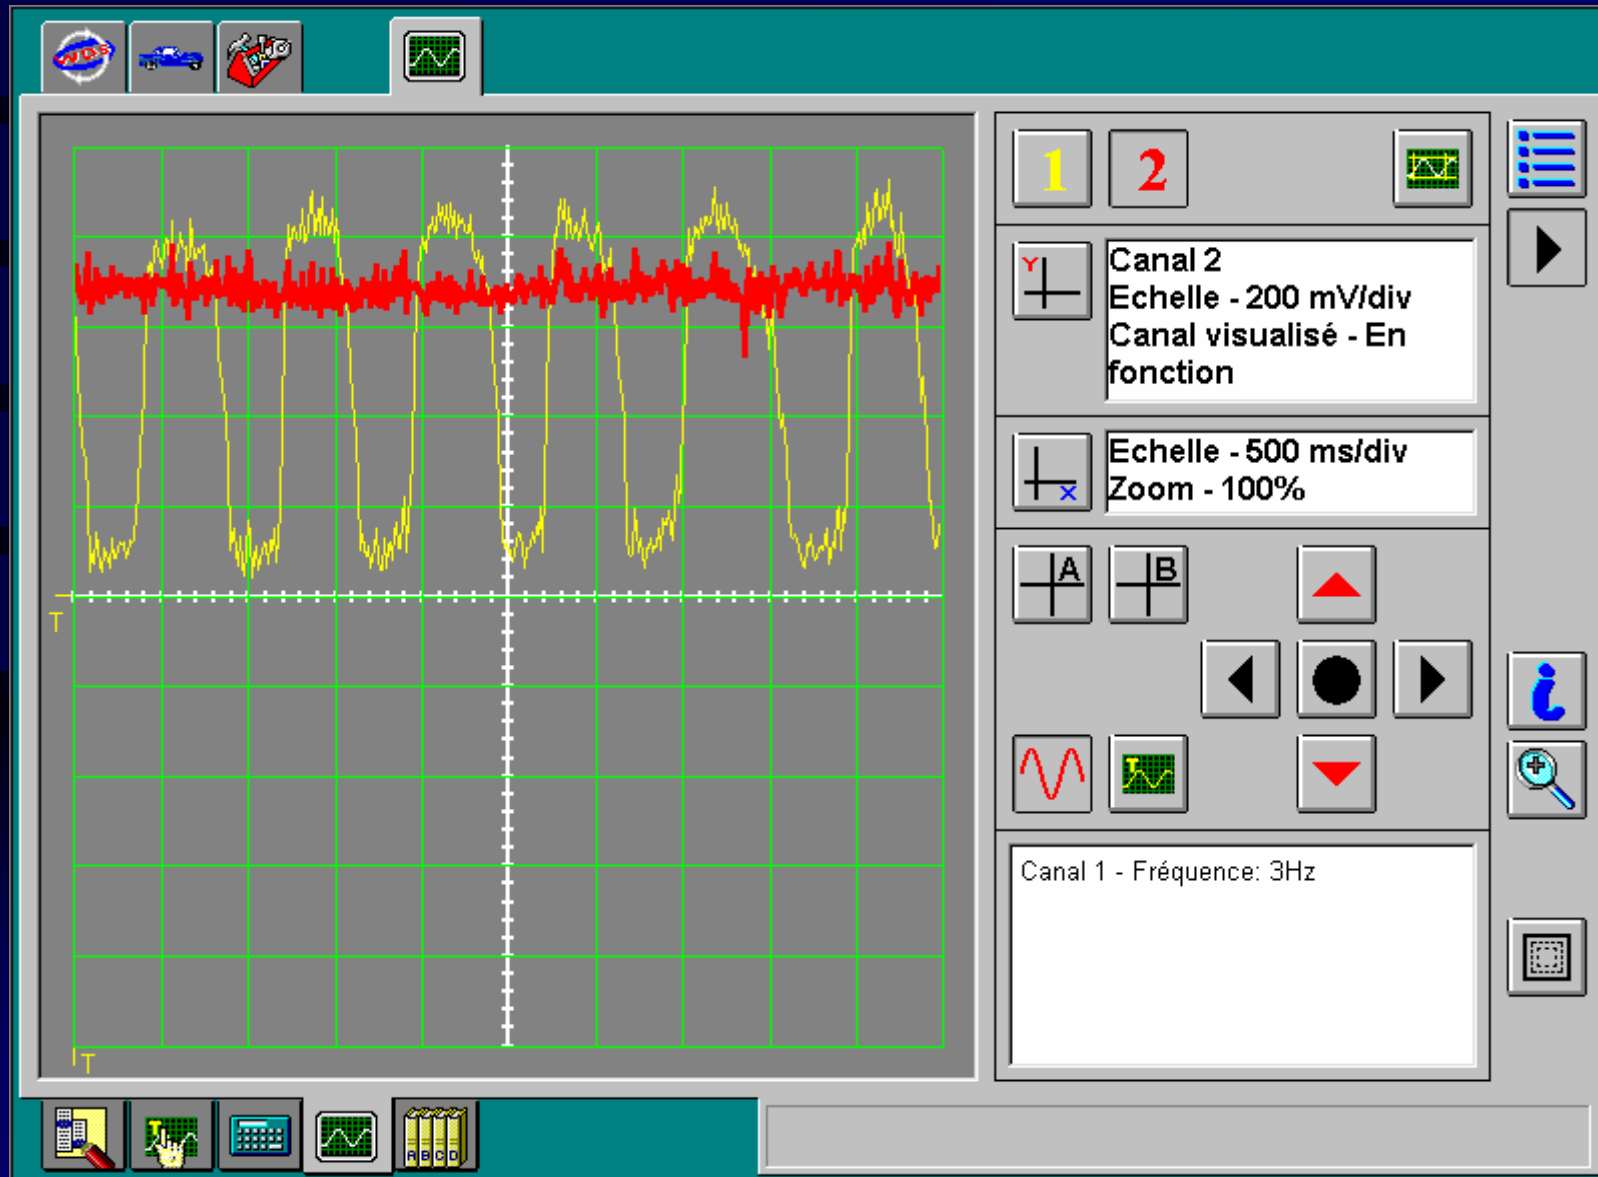 WDS
1 2
Y
Canal 2
Echelle - 200 mV/div
Canal visualisé - En
fonction
X
Echelle - 500 ms/div
Zoom - 100%
A B
T
T
T
Canal 1 - Fréquence: 3Hz
i
T
A B C D